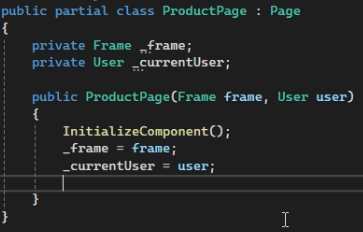 public partial class ProductPage : Page
{
private Frame _frame;
private User _currentUser;
public ProductPage(Frame frame, User user)
{
InitializeComponent();
_frame = frame;
_currentUser = user;
}
}